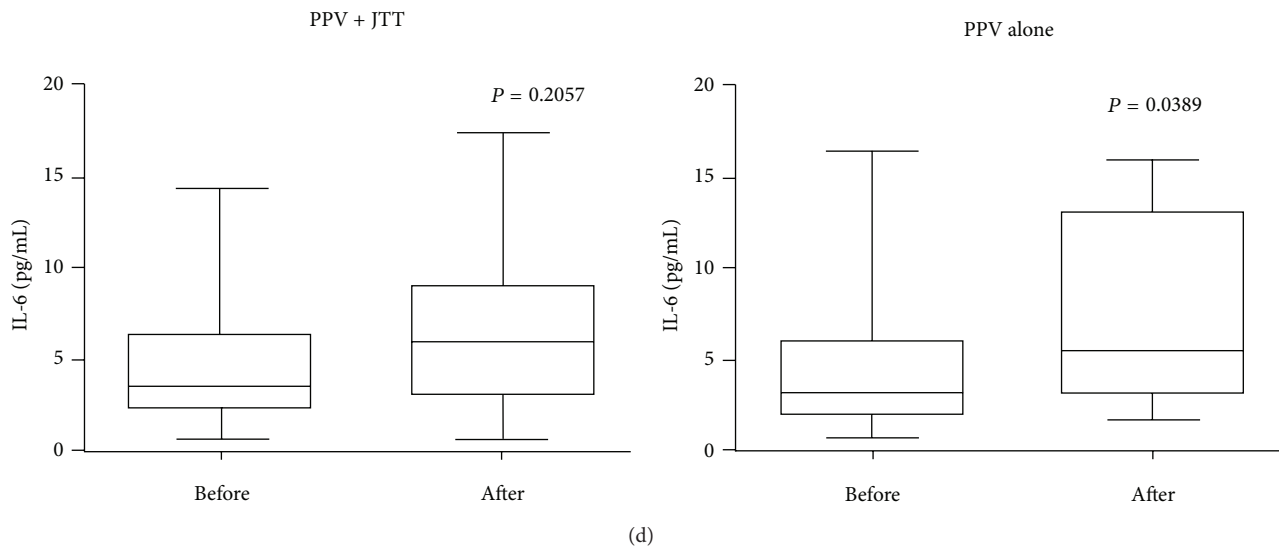 PPV + JTT
P = 0.2057
20
15
10
5
0
IL-6 (pg/mL)
Before
After
PPV alone
P = 0.0389
20
15
10
5
0
IL-6 (pg/mL)
Before
After
(d)